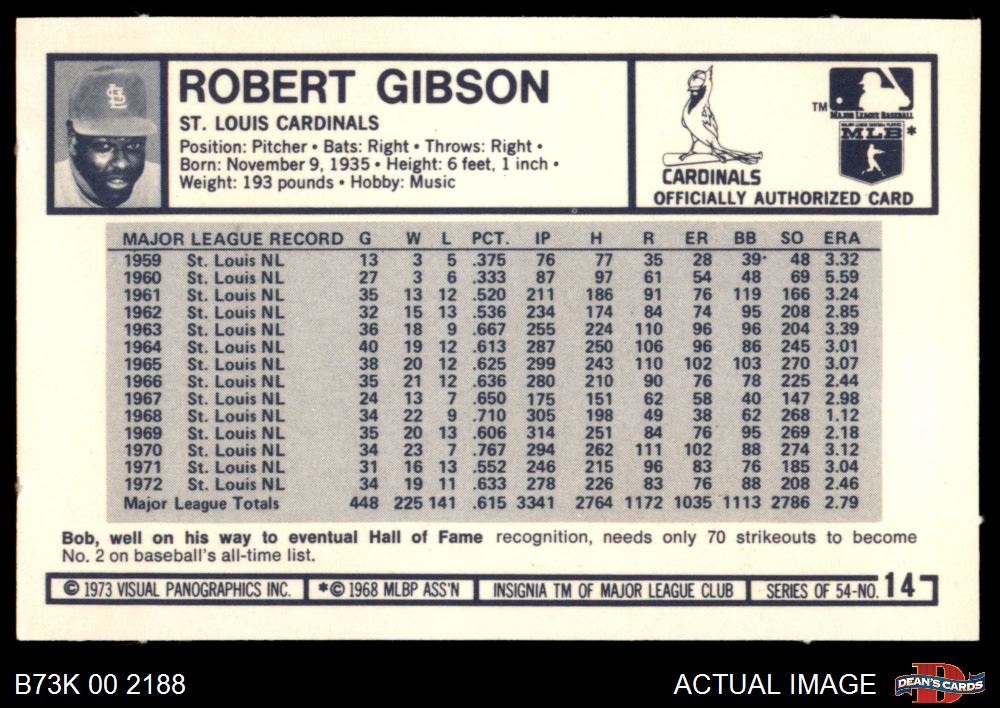 ROBERT GIBSON
ST. LOUIS CARDINALS
Position: Pitcher • Bats: Right • Throws: Right •
Born: November 9, 1935 • Height: 6 feet, 1 inch •
Weight: 193 pounds • Hobby: Music
CARDINALS
TM
MAJOR LEAGUE BASEBALL
MAJOR LEAGUE BASEBALL PLAYERS
MLB *
OFFICIALLY AUTHORIZED CARD
MAJOR LEAGUE RECORD G W L PCT. IP H R ER BB SO ERA
1959 St. Louis NL 13 3 5 .375 76 77 35 28 39 48 3.32
1960 St. Louis NL 27 3 6 .333 87 97 61 54 48 69 5.59
1961 St. Louis NL 35 13 12 .520 211 186 91 76 119 166 3.24
1962 St. Louis NL 32 15 13 .536 234 174 84 74 95 208 2.85
1963 St. Louis NL 36 18 9 .667 255 224 110 96 96 204 3.39
1964 St. Louis NL 40 19 12 .613 287 250 106 96 86 245 3.01
1965 St. Louis NL 38 20 12 .625 299 243 110 102 103 270 3.07
1966 St. Louis NL 35 21 12 .636 280 210 90 76 78 225 2.44
1967 St. Louis NL 24 13 7 .650 175 151 62 58 40 147 2.98
1968 St. Louis NL 34 22 9 .710 305 198 49 38 62 268 1.12
1969 St. Louis NL 35 20 13 .606 314 251 84 76 95 269 2.18
1970 St. Louis NL 34 23 7 .767 294 262 111 102 88 274 3.12
1971 St. Louis NL 31 16 13 .552 246 215 96 83 76 185 3.04
1972 St. Louis NL 34 19 11 .633 278 226 83 76 88 208 2.46
Major League Totals 448 225 141 .615 3341 2764 1172 1035 1113 2786 2.79
Bob, well on his way to eventual Hall of Fame recognition, needs only 70 strikeouts to become
No. 2 on baseball's all-time list.
© 1973 VISUAL PANOGRAPHICS INC. *© 1968 MLBP ASS'N INSIGNIA TM OF MAJOR LEAGUE CLUB SERIES OF 54-NO. 14
B73K 00 2188
ACTUAL IMAGE
DEAN'S CARDS